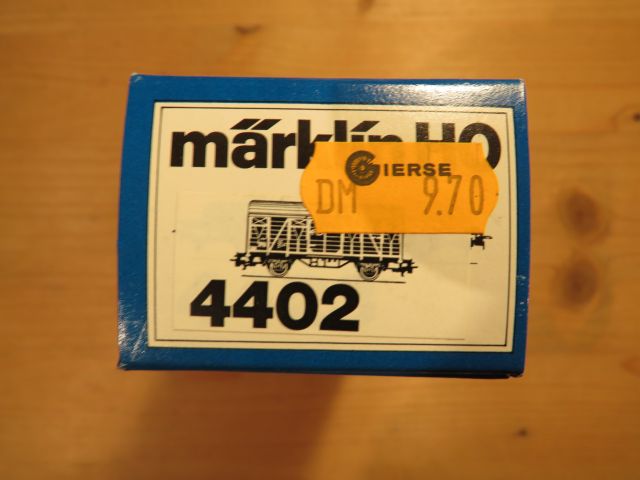 märklin HO
GIERSE
DM 9.70
4402